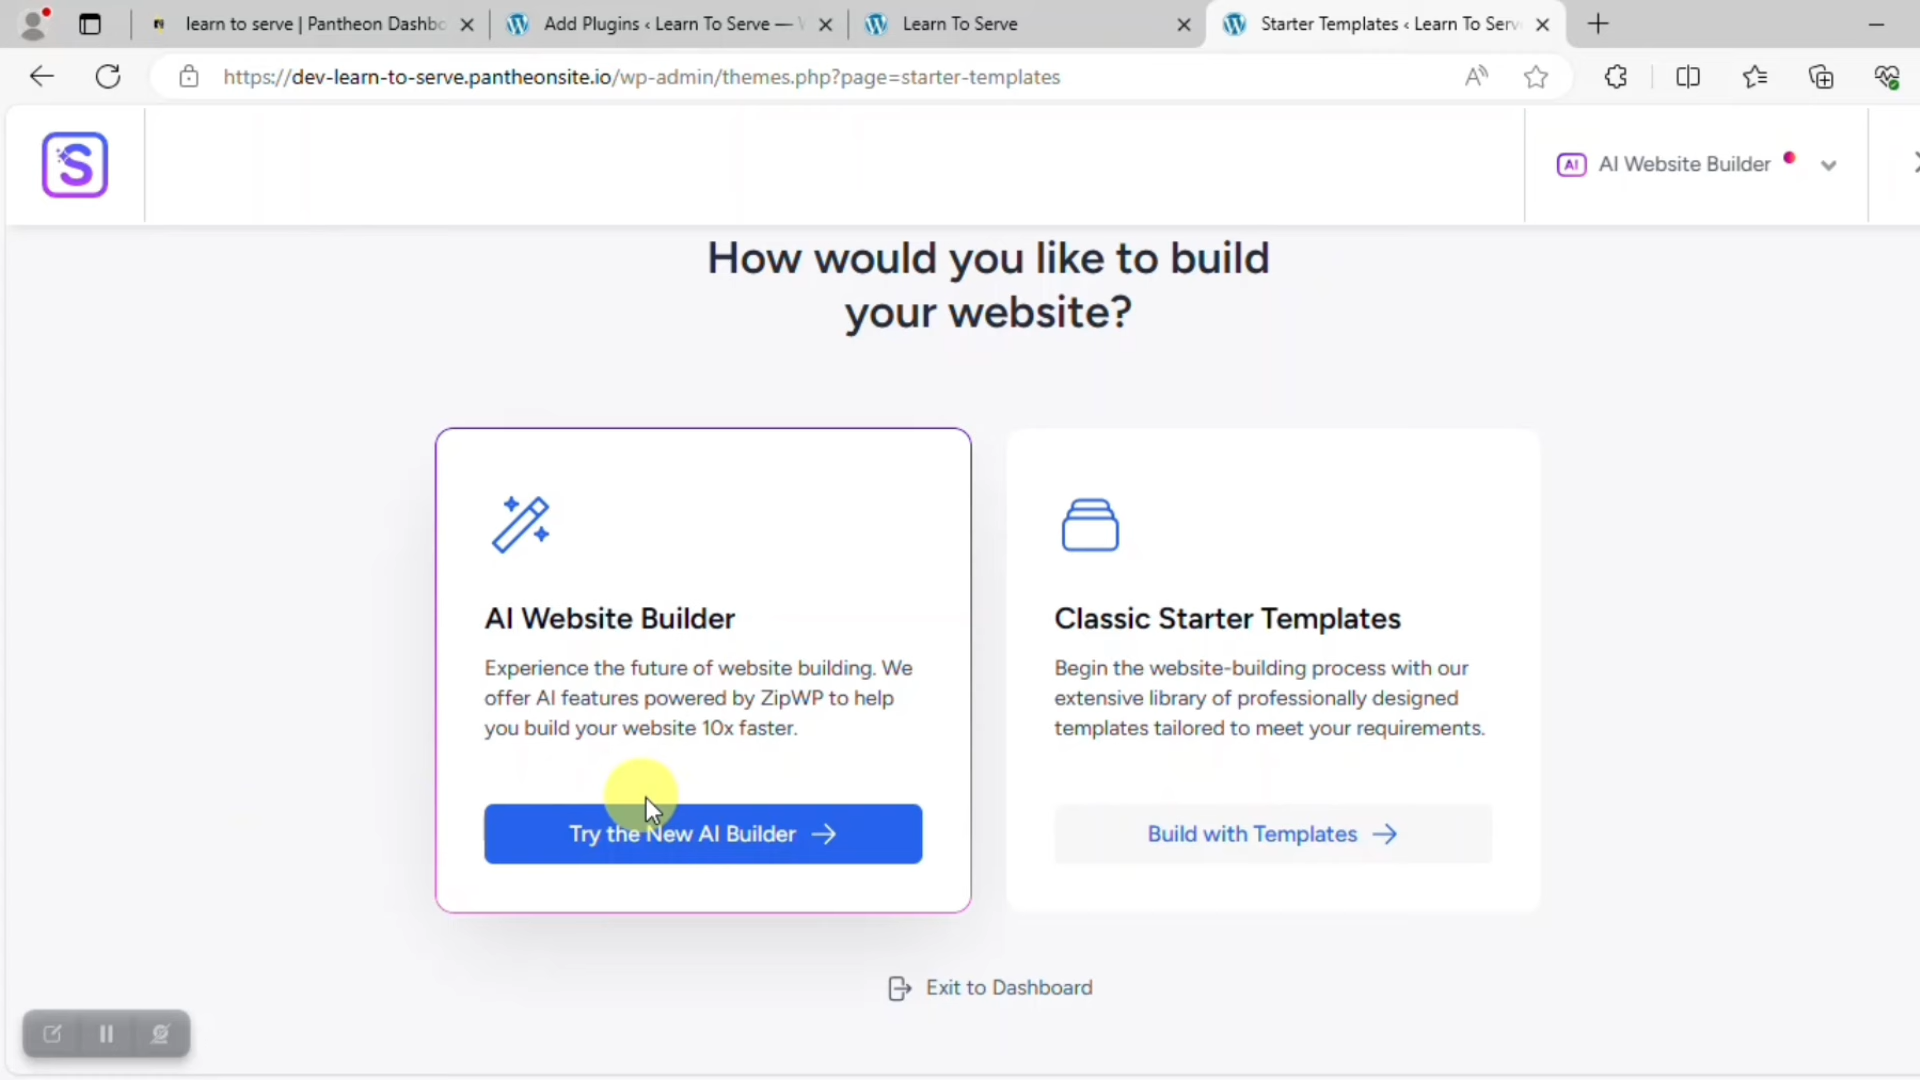 learn to serve | Pantheon Dashbo
Add Plugins ‹ Learn To Serve —
Learn To Serve
Starter Templates ‹ Learn To Serv
https://dev-learn-to-serve.pantheonsite.io/wp-admin/themes.php?page=starter-templates
S
AI
AI Website Builder
How would you like to build
your website?
AI Website Builder
Experience the future of website building. We
offer AI features powered by ZipWP to help
you build your website 10x faster.
Try the New AI Builder
Classic Starter Templates
Begin the website-building process with our
extensive library of professionally designed
templates tailored to meet your requirements.
Build with Templates
Exit to Dashboard